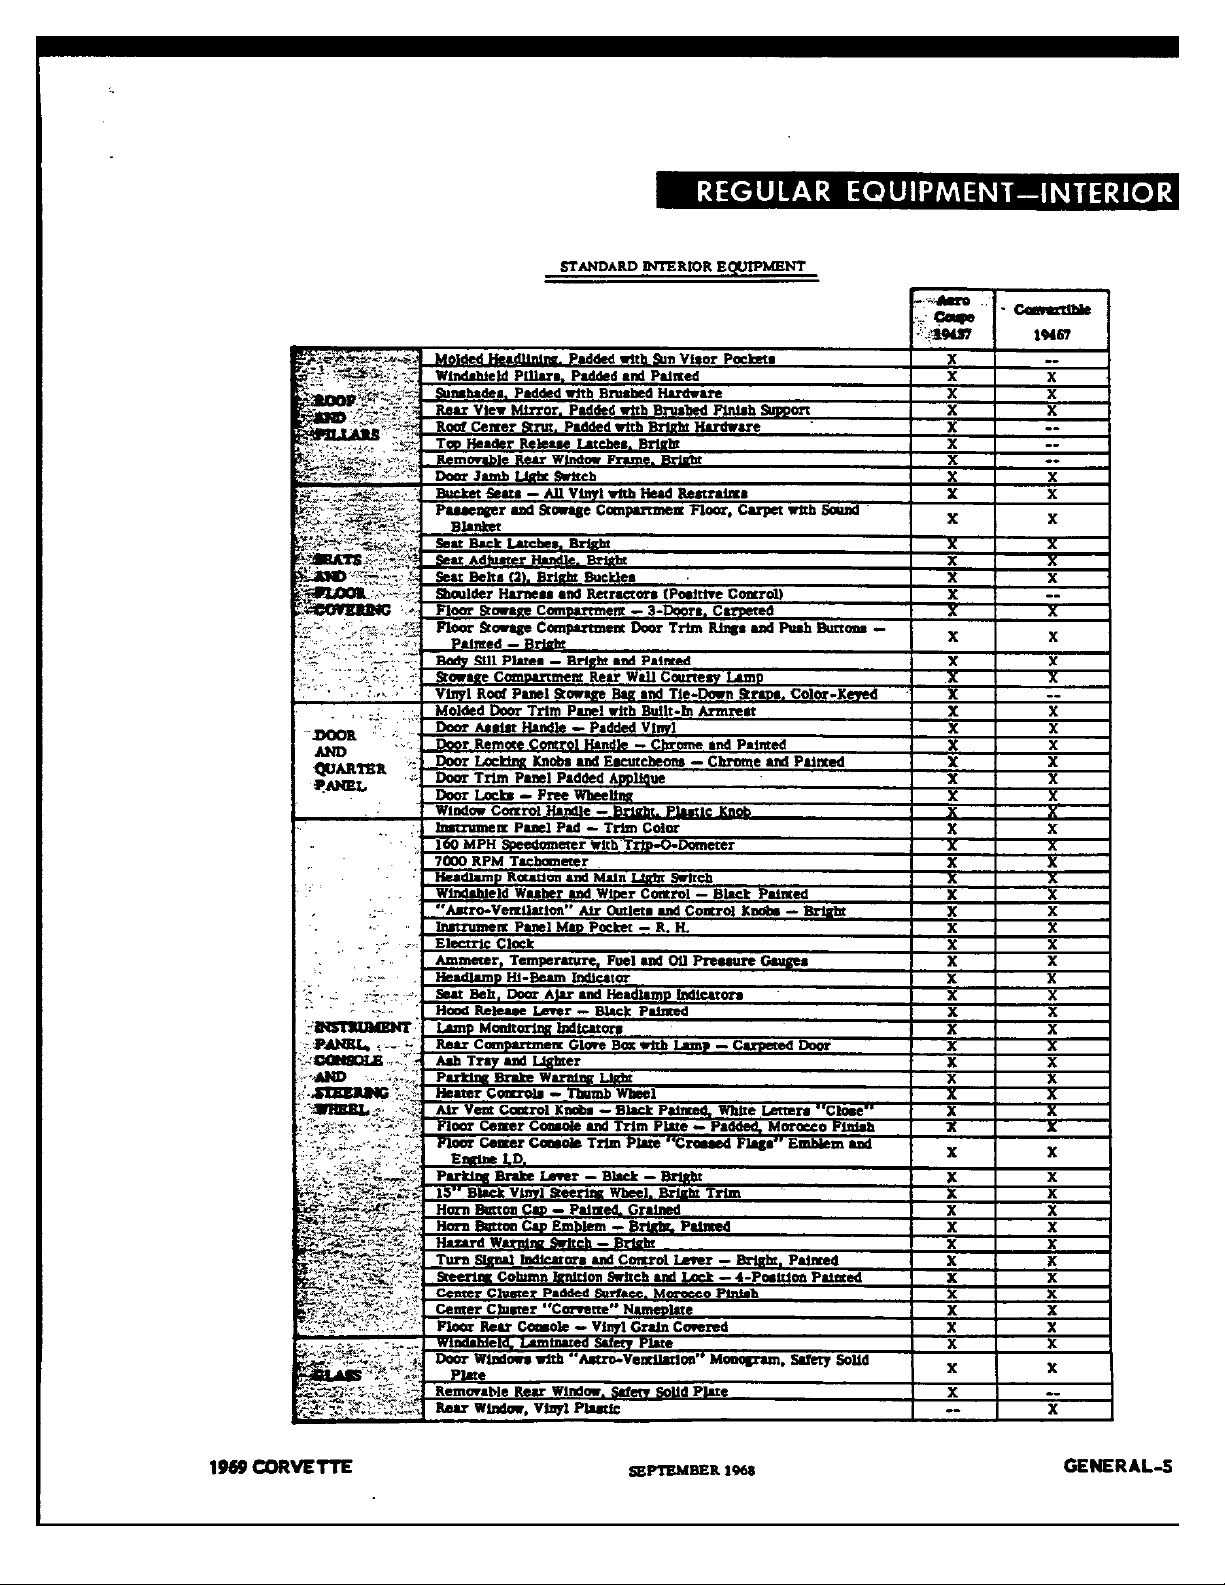 REGULAR EQUIPMENT—INTERIOR
STANDARD INTERIOR EQUIPMENT
Aero Coupe 19437 Convertible 19467
ROOF AND PILLARS
Molded Headlining, Padded with Sun Visor Pockets X --
Windshield Pillars, Padded and Painted X X
Sunshades, Padded with Brushed Hardware X X
Rear View Mirror, Padded with Brushed Finish Support X X
Roof Center Strut, Padded with Bright Hardware X --
Top Header Release Latches, Bright X --
Removable Rear Window Frame, Bright X --
Door Jamb Light Switch X X
SEATS AND FLOOR COVERING
Bucket Seats — All Vinyl with Head Restraints X X
Passenger and Stowage Compartment Floor, Carpet with Sound
Blanket X X
Seat Back Latches, Bright X X
Seat Adjuster Handle, Bright X X
Seat Belts (2), Bright Buckles X X
Shoulder Harness and Retractors (Positive Control) X --
Floor Stowage Compartment — 3-Doors, Carpeted X X
Floor Stowage Compartment Door Trim Rings and Push Buttons —
Painted — Bright X X
Body Sill Plates — Bright and Painted X X
Stowage Compartment Rear Wall Courtesy Lamp X X
Vinyl Roof Panel Stowage Bag and Tie-Down Straps, Color-Keyed X --
DOOR AND QUARTER PANEL
Molded Door Trim Panel with Built-In Armrest X X
Door Assist Handle — Padded Vinyl X X
Door Remote Control Handle — Chrome and Painted X X
Door Locking Knobs and Escutcheons — Chrome and Painted X X
Door Trim Panel Padded Applique X X
Door Locks — Free Wheeling X X
Window Control Handle — Bright, Plastic Knob X X
INSTRUMENT PANEL, CONSOLE AND STEERING WHEEL
Instrument Panel Pad — Trim Color X X
160 MPH Speedometer with Trip-O-Dometer X X
7000 RPM Tachometer X X
Headlamp Rotation and Main Light Switch X X
Windshield Washer and Wiper Control — Black Painted X X
"Astro-Ventilation" Air Outlets and Control Knobs — Bright X X
Instrument Panel Map Pocket — R. H. X X
Electric Clock X X
Ammeter, Temperature, Fuel and Oil Pressure Gauges X X
Headlamp Hi-Beam Indicator X X
Seat Belt, Door Ajar and Headlamp Indicators X X
Hood Release Lever — Black Painted X X
Lamp Monitoring Indicators X X
Rear Compartment Glove Box with Lamp — Carpeted Door X X
Ash Tray and Lighter X X
Parking Brake Warning Light X X
Heater Controls — Thumb Wheel X X
Air Vent Control Knobs — Black Painted, White Letters "Close" X X
Floor Center Console and Trim Plate — Padded, Morocco Finish X X
Floor Center Console Trim Plate "Crossed Flags" Emblem and
Engine I.D. X X
Parking Brake Lever — Black — Bright X X
15" Black Vinyl Steering Wheel, Bright Trim X X
Horn Button Cap — Painted, Grained X X
Horn Button Cap Emblem — Bright, Painted X X
Hazard Warning Switch — Bright X X
Turn Signal Indicators and Control Lever — Bright, Painted X X
Steering Column Ignition Switch and Lock — 4-Position Painted X X
Center Cluster Padded Surface, Morocco Finish X X
Center Cluster "Corvette" Nameplate X X
Floor Rear Console — Vinyl Grain Covered X X
GLASS
Windshield, Laminated Safety Plate X X
Door Windows with "Astro-Ventilation" Monogram, Safety Solid
Plate X X
Removable Rear Window, Safety Solid Plate X --
Rear Window, Vinyl Plastic -- X
1969 CORVETTE SEPTEMBER 1968 GENERAL-5